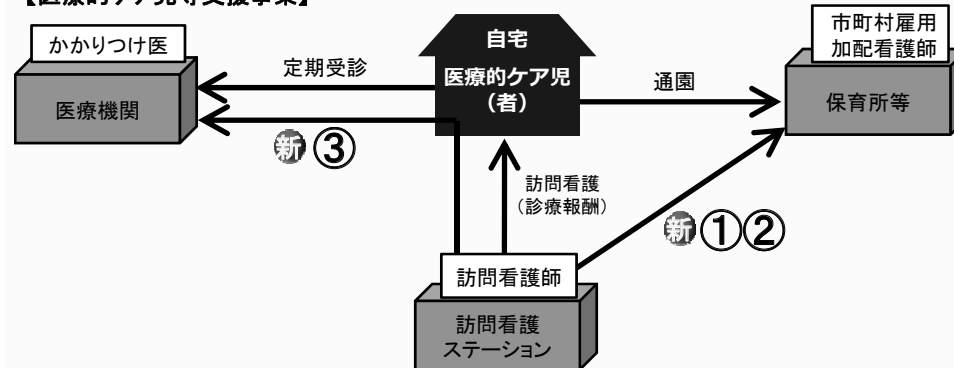 【医療的ケア児等支援事業】
かかりつけ医
医療機関
定期受診
新 ③
自宅
医療的ケア児
（者）
通園
市町村雇用
加配看護師
保育所等
訪問看護
（診療報酬）
新 ①②
訪問看護師
訪問看護
ステーション